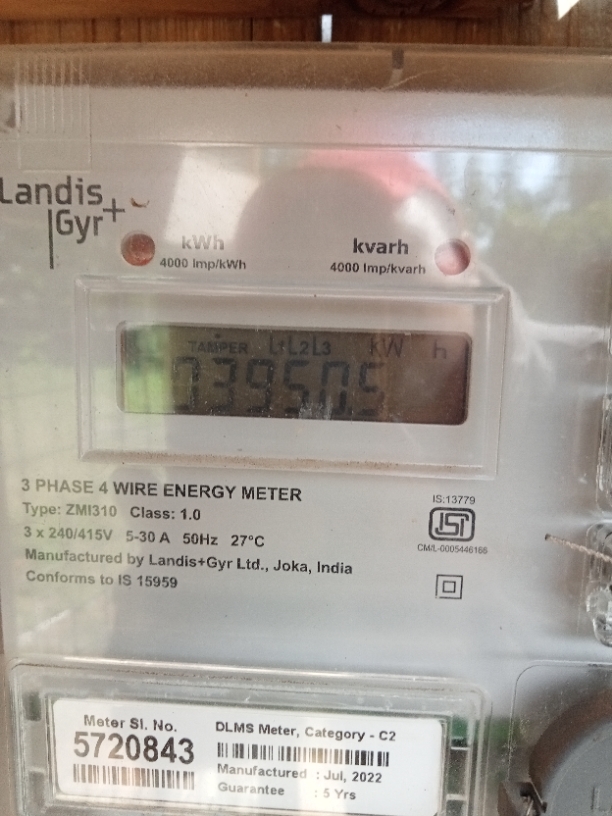 Landis
Gyr+
kWh
4000 Imp/kWh
kvarh
4000 Imp/kvarh
TAMPER L1L2L3 kW h
3 PHASE 4 WIRE ENERGY METER
Type: ZMI310 Class: 1.0
3 x 240/415V 5-30 A 50Hz 27°C
Manufactured by Landis+Gyr Ltd., Joka, India
Conforms to IS 15959
IS:13779
CM/L-0005446166
Meter Sl. No.
5720843
DLMS Meter, Category - C2
Manufactured : Jul, 2022
Guarantee : 5 Yrs